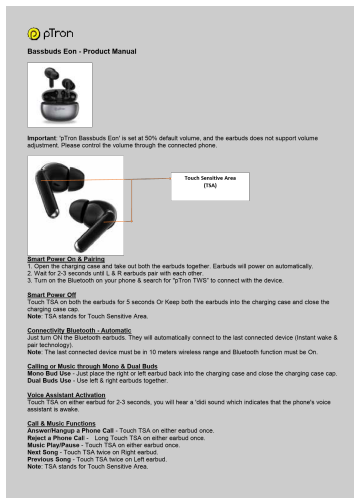 pTron
Bassbuds Eon - Product Manual
Important: 'pTron Bassbuds Eon' is set at 50% default volume, and the earbuds does not support volume
adjustment. Please control the volume through the connected phone.
Touch Sensitive Area
(TSA)
Smart Power On & Pairing
1. Open the charging case and take out both the earbuds together. Earbuds will power on automatically.
2. Wait for 2-3 seconds until L & R earbuds pair with each other.
3. Turn on the Bluetooth on your phone & search for "pTron TWS" to connect with the device.
Smart Power Off
Touch TSA on both the earbuds for 5 seconds Or Keep both the earbuds into the charging case and close the
charging case cap.
Note: TSA stands for Touch Sensitive Area.
Connectivity Bluetooth - Automatic
Just turn ON the Bluetooth earbuds. They will automatically connect to the last connected device (Instant wake &
pair technology).
Note: The last connected device must be in 10 meters wireless range and Bluetooth function must be On.
Calling or Music through Mono & Dual Buds
Mono Bud Use - Just place the right or left earbud back into the charging case and close the charging case cap.
Dual Buds Use - Use left & right earbuds together.
Voice Assistant Activation
Touch TSA on either earbud for 2-3 seconds, you will hear a 'didi sound which indicates that the phone's voice
assistant is awake.
Call & Music Functions
Answer/Hangup a Phone Call - Touch TSA on either earbud once.
Reject a Phone Call - Long Touch TSA on either earbud once.
Music Play/Pause - Touch TSA on either earbud once.
Next Song - Touch TSA twice on Right earbud.
Previous Song - Touch TSA twice on Left earbud.
Note: TSA stands for Touch Sensitive Area.